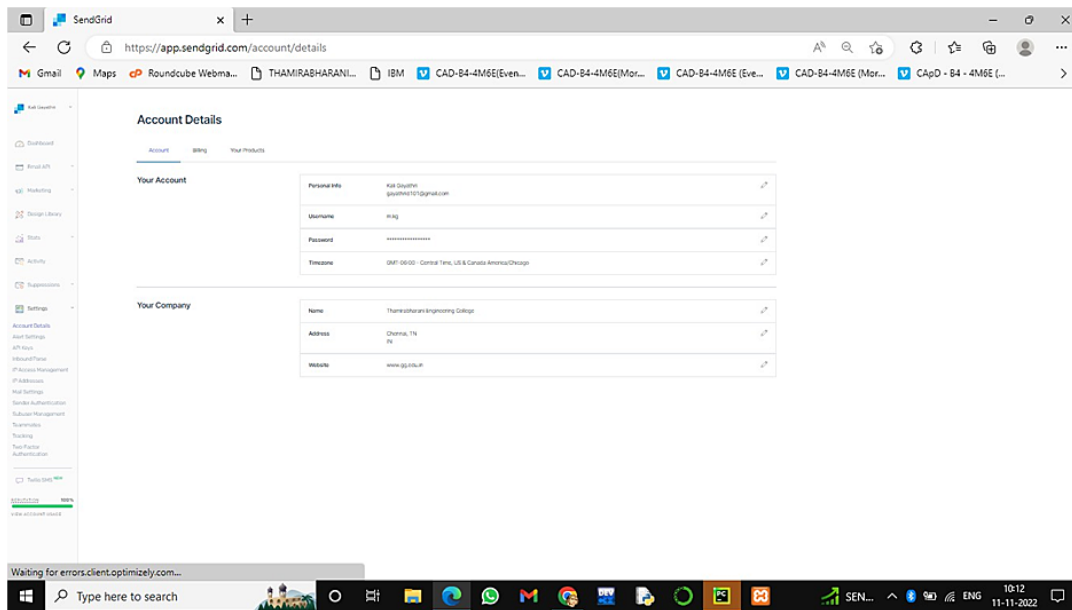 SendGrid
https://app.sendgrid.com/account/details
Gmail
Maps
Roundcube Webma...
THAMIRABHARANI...
IBM
CAD-B4-4M6E(Even...
CAD-B4-4M6E(Mor...
CAD-B4-4M6E (Eve...
CAD-B4-4M6E (Mor...
CApD - B4 - 4M6E (...
Kali Gayathri
Dashboard
Email API
Marketing
Design Library
Stats
Activity
Suppressions
Settings
Account Details
Alert Settings
API Keys
Inbound Parse
IP Access Management
IP Addresses
Mail Settings
Sender Authentication
Subuser Management
Teammates
Tracking
Two-Factor
Authentication
Twilio SMS NEW
REPUTATION 100%
Account Details
Account Billing Your Products
Your Account
Personal Info Kali Gayathri
Username m.kg
Password *****************
Timezone GMT-06:00 - Central Time, US & Canada America/Chicago
Your Company
Name Engineering College
Address Chennai, TN
IN
Website
Waiting for errors.client.optimizely.com...
Type here to search
SEN...
ENG
10:12
11-11-2022